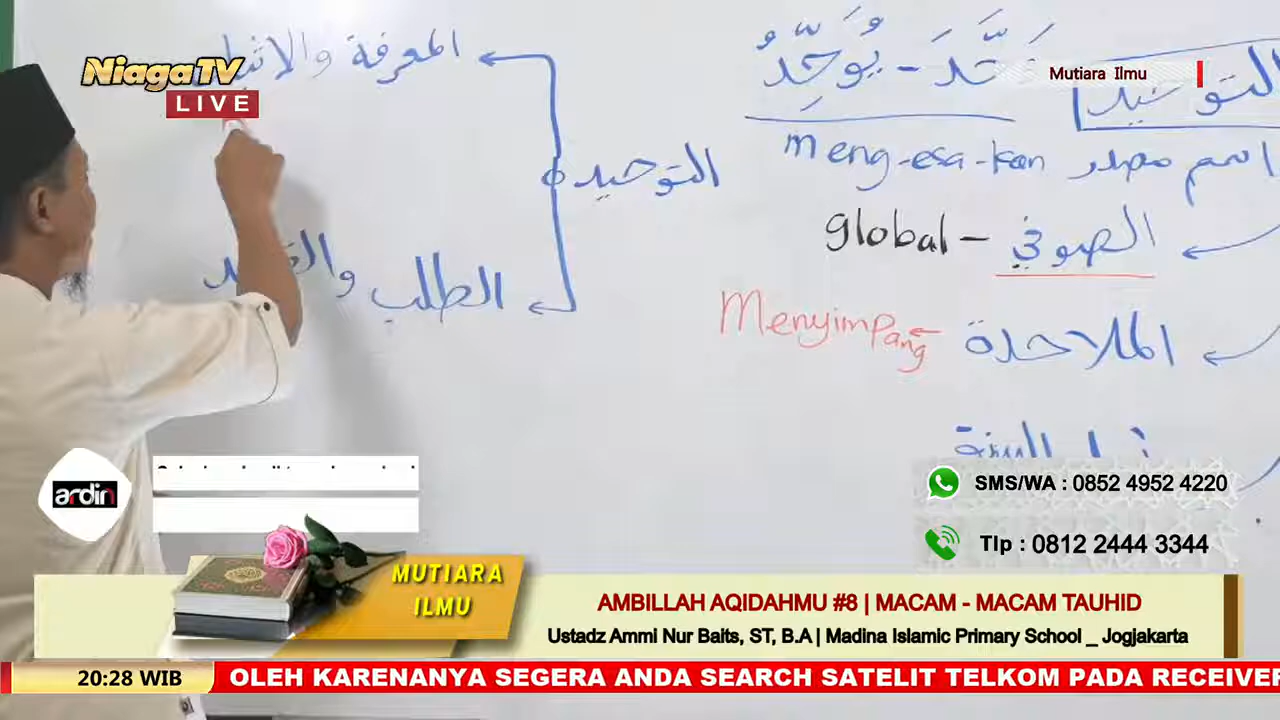 NiagaTV
LIVE
Mutiara Ilmu
المعرفة والاثبا
وَحَّدَ - يُوَحِّدُ
التوحيد
meng-esa-kan
اسم مصدر
التوحيد
global - الصوفي
Menyimpang
الملاحدة
الطلب والقصد
السنة
ardin
SMS/WA : 0852 4952 4220
Tlp : 0812 2444 3344
MUTIARA
ILMU
AMBILLAH AQIDAHMU #8 | MACAM - MACAM TAUHID
Ustadz Ammi Nur Baits, ST, B.A | Madina Islamic Primary School _ Jogjakarta
20:28 WIB
OLEH KARENANYA SEGERA ANDA SEARCH SATELIT TELKOM PADA RECEIVER